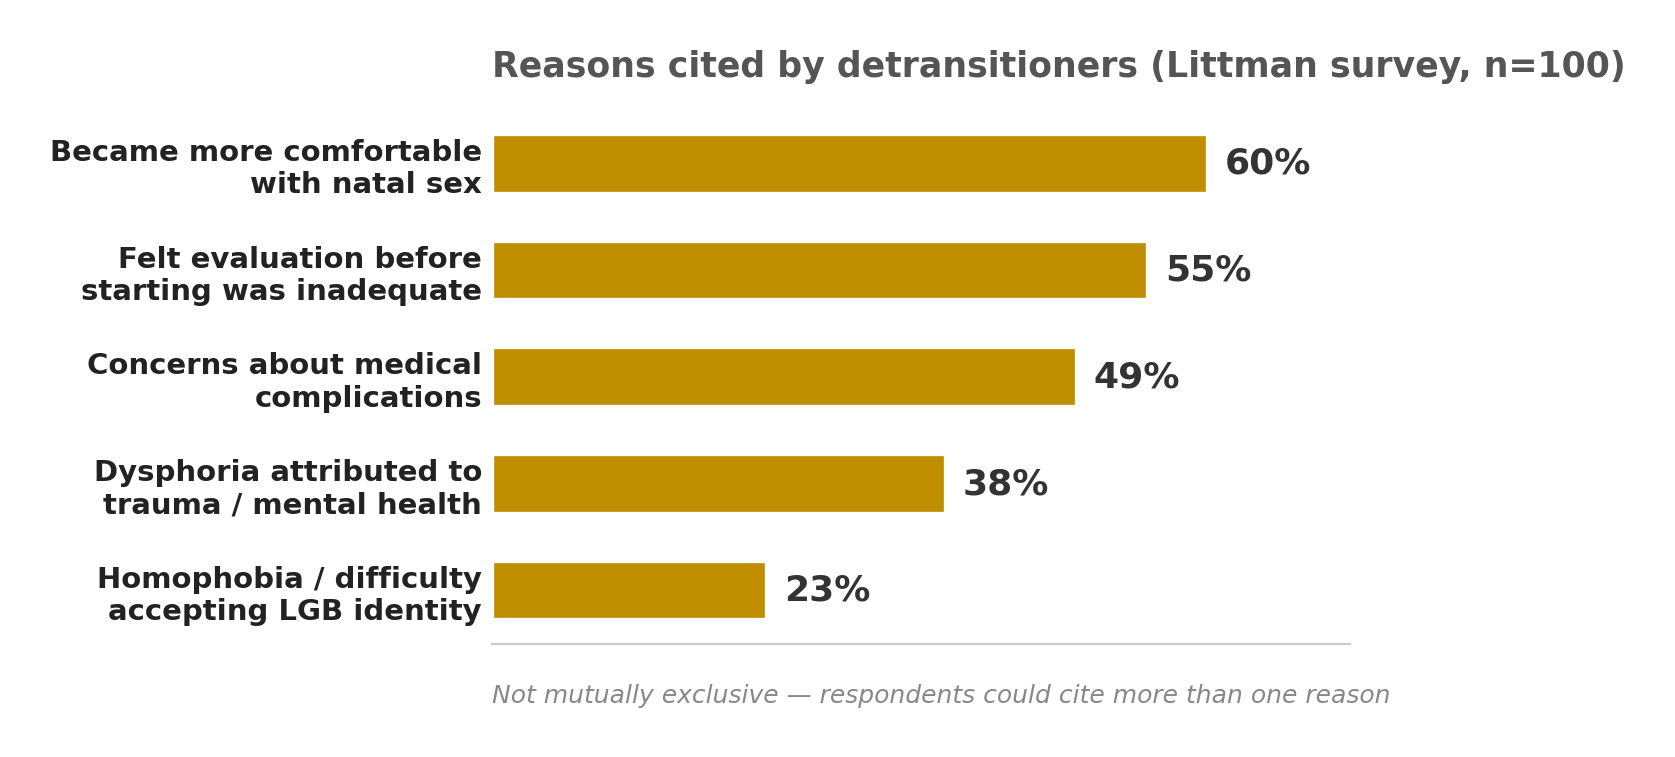 Reasons cited by detransitioners (Littman survey, n=100)
Became more comfortable
with natal sex
60%
Felt evaluation before
starting was inadequate
55%
Concerns about medical
complications
49%
Dysphoria attributed to
trauma / mental health
38%
Homophobia / difficulty
accepting LGB identity
23%
Not mutually exclusive — respondents could cite more than one reason